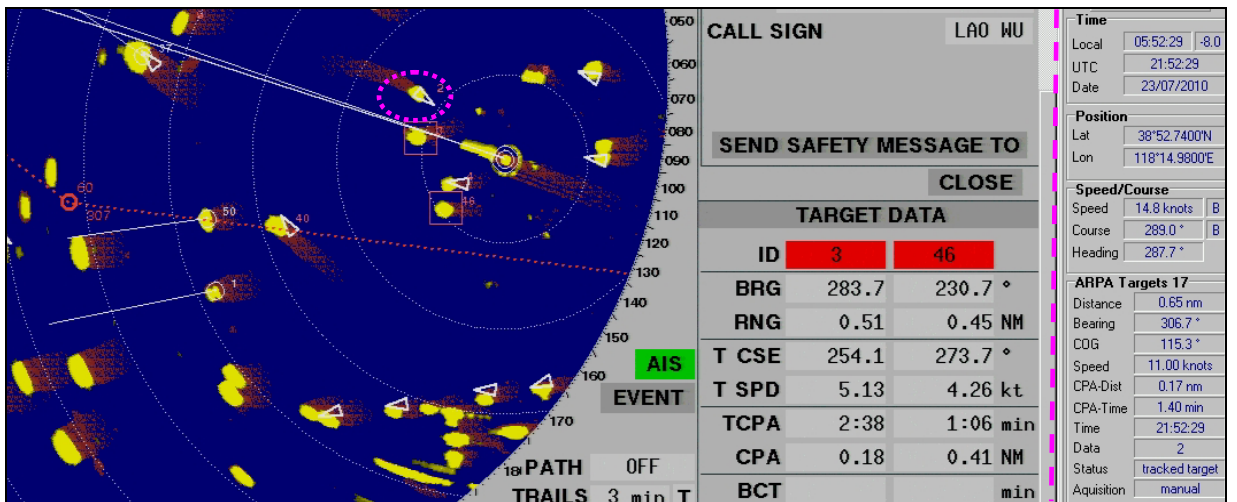 050
060
070
080
090
100
110
120
130
140
150
160
170
37
2
4
46
60
307
50
40
1
CALL SIGN LAO WU
SEND SAFETY MESSAGE TO
CLOSE
TARGET DATA
ID 3 46
BRG 283.7 230.7 °
RNG 0.51 0.45 NM
T CSE 254.1 273.7 °
T SPD 5.13 4.26 kt
TCPA 2:38 1:06 min
CPA 0.18 0.41 NM
BCT min
AIS
EVENT
PATH OFF
TRAILS 3 min T
Time
Local 05:52:29 -8.0
UTC 21:52:29
Date 23/07/2010
Position
Lat 38°52.7400'N
Lon 118°14.9800'E
Speed/Course
Speed 14.8 knots B
Course 289.0 ° B
Heading 287.7 °
ARPA Targets 17
Distance 0.65 nm
Bearing 306.7 °
COG 115.3 °
Speed 11.00 knots
CPA-Dist 0.17 nm
CPA-Time 1.40 min
Time 21:52:29
Data 2
Status tracked target
Aquisition manual